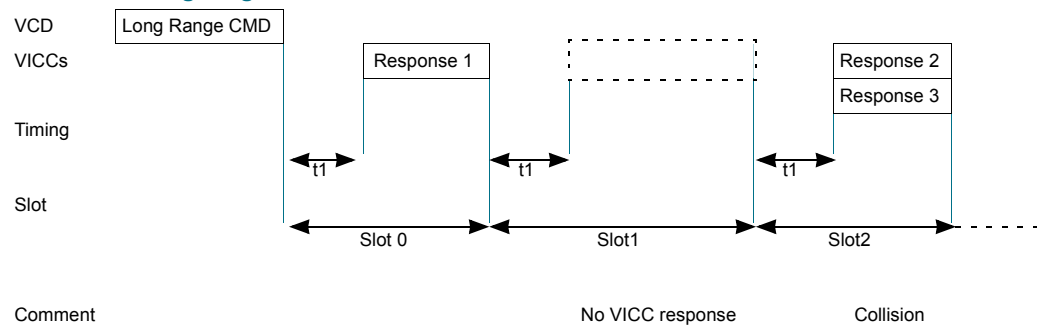 VCD
Long Range CMD
VICCs
Response 1
Response 2
Response 3
Timing
t1
t1
t1
Slot
Slot 0
Slot1
Slot2
Comment
No VICC response
Collision